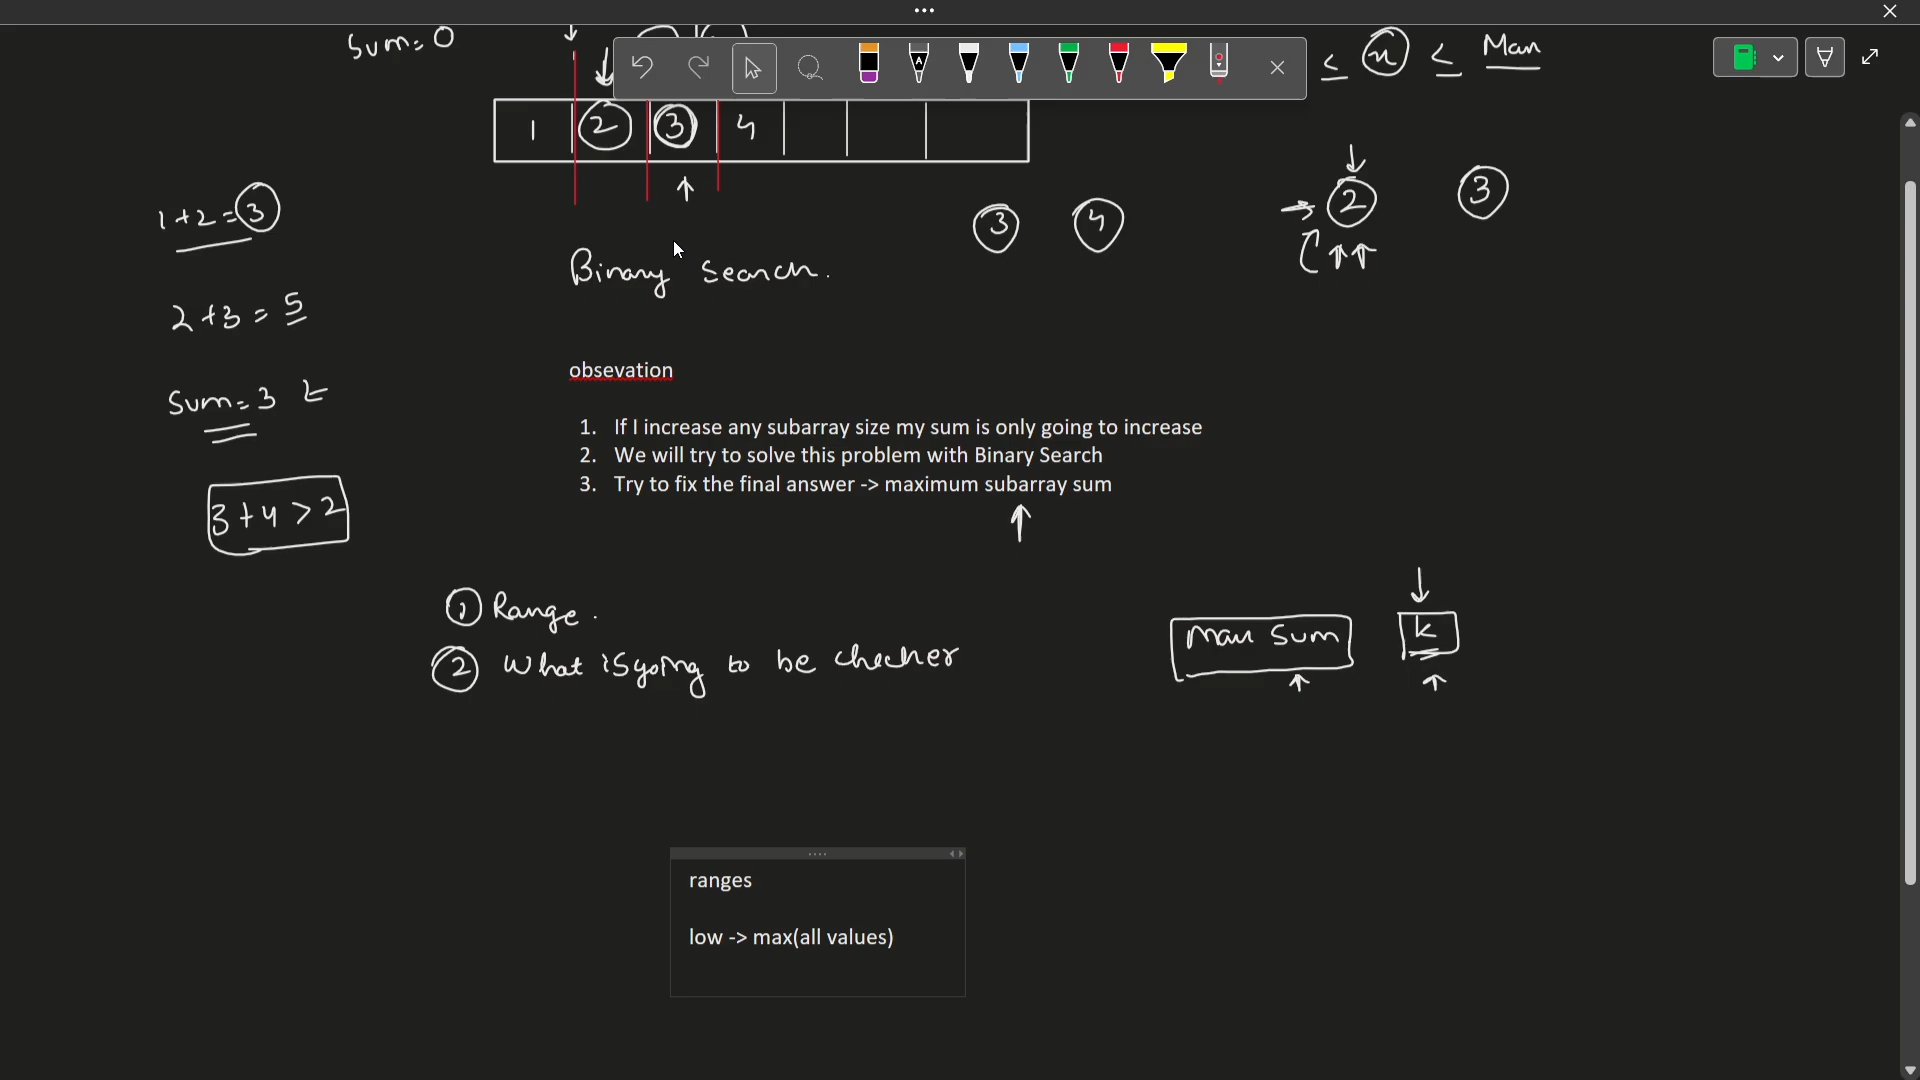 Sum = 0
≤ n ≤ Max
1 2 3 4
1+2 = 3
3 4
2 3
Binary Search.
2+3 = 5
obsevation
Sum = 3
1. If I increase any subarray size my sum is only going to increase
2. We will try to solve this problem with Binary Search
3. Try to fix the final answer -> maximum subarray sum
3+4 > 2
1 Range.
Max Sum k
2 What is going to be checker
ranges
low -> max(all values)